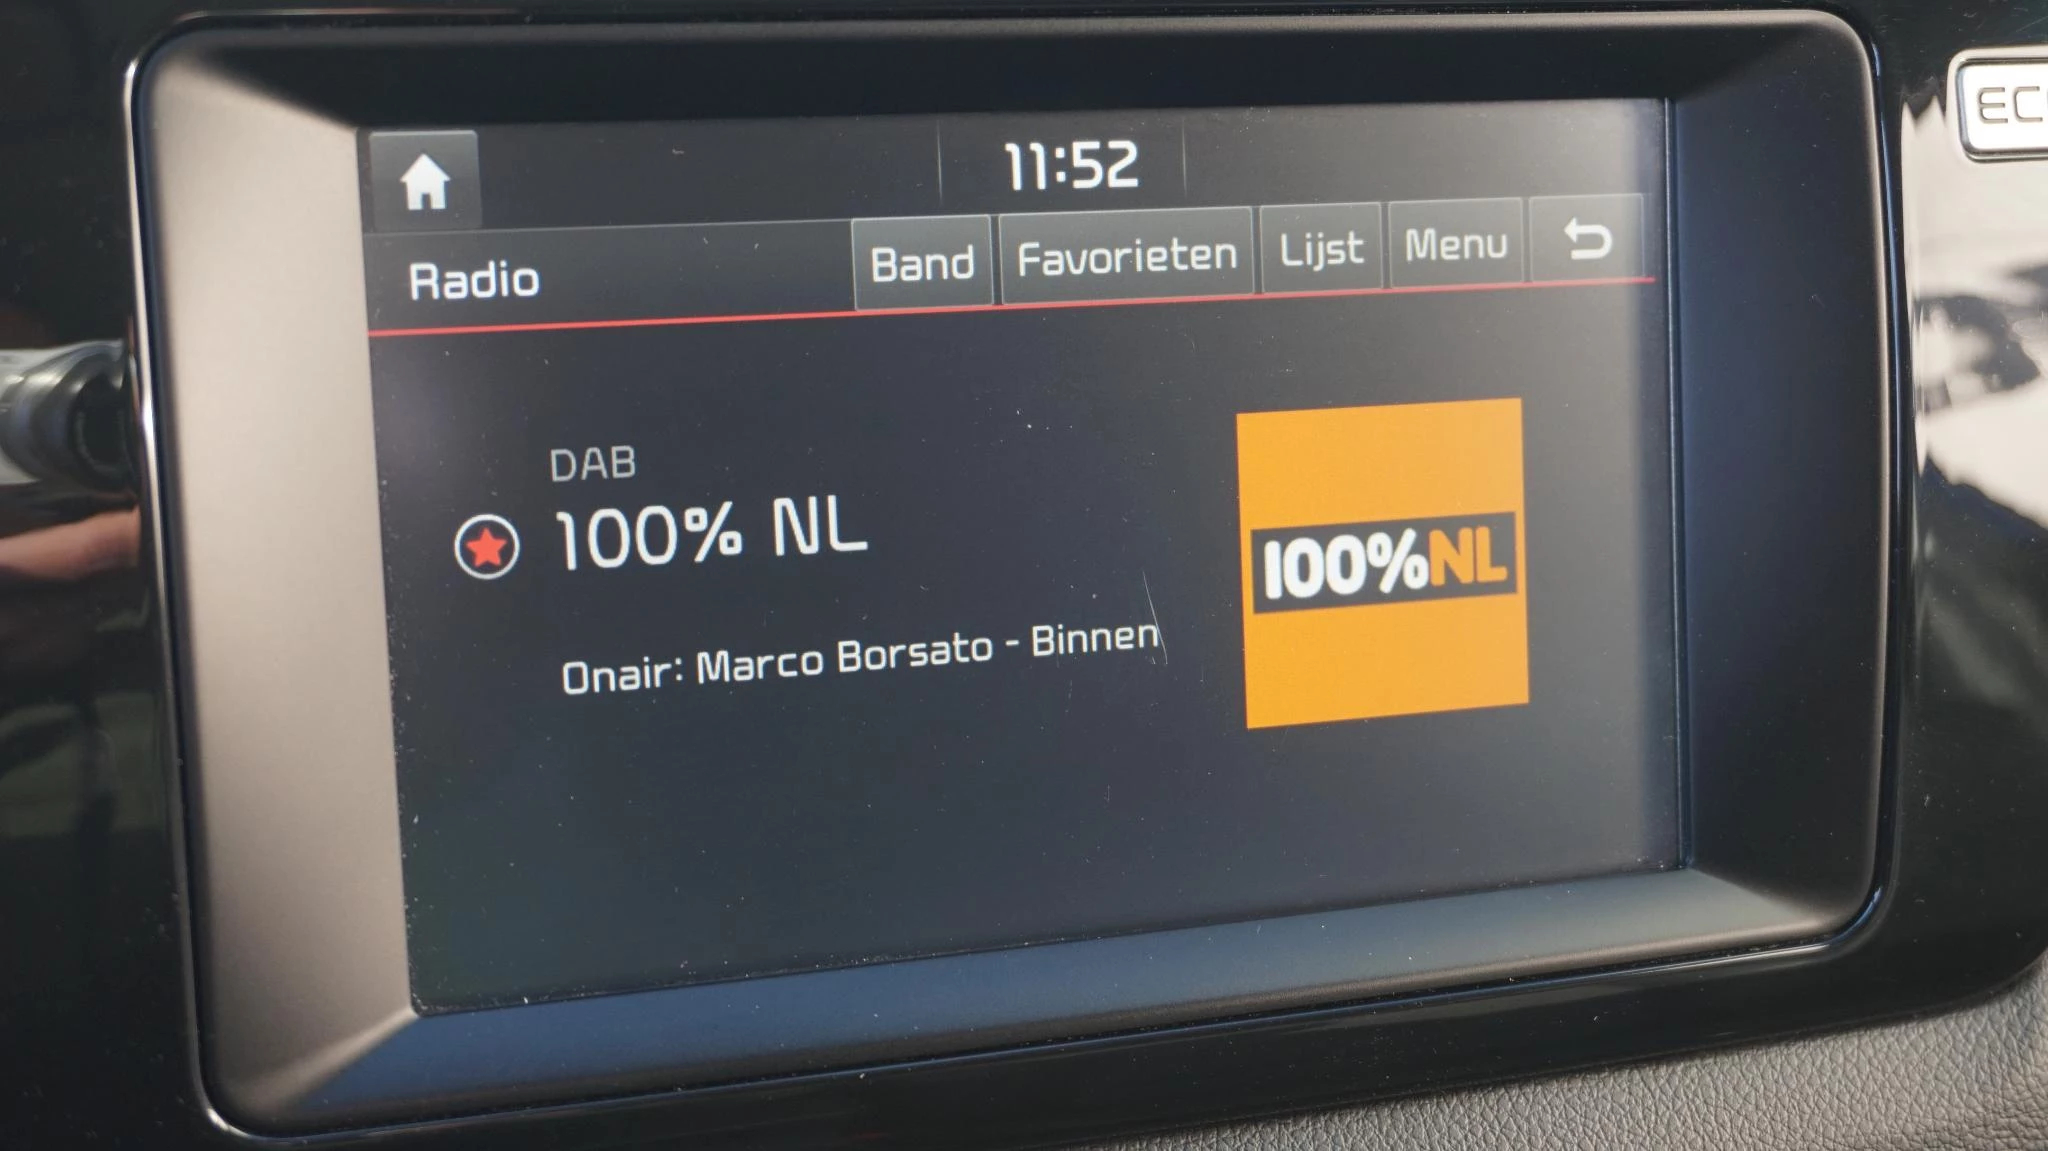 11:52
Radio
Band
Favorieten
Lijst
Menu
DAB
100% NL
Onair: Marco Borsato - Binnen
100%NL